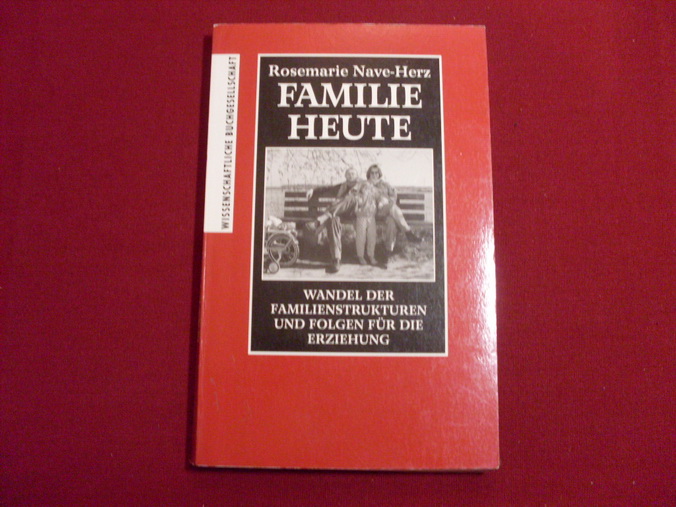 WISSENSCHAFTLICHE BUCHGESELLSCHAFT
Rosemarie Nave-Herz
FAMILIE
HEUTE
WANDEL DER
FAMILIENSTRUKTUREN
UND FOLGEN FÜR DIE
ERZIEHUNG